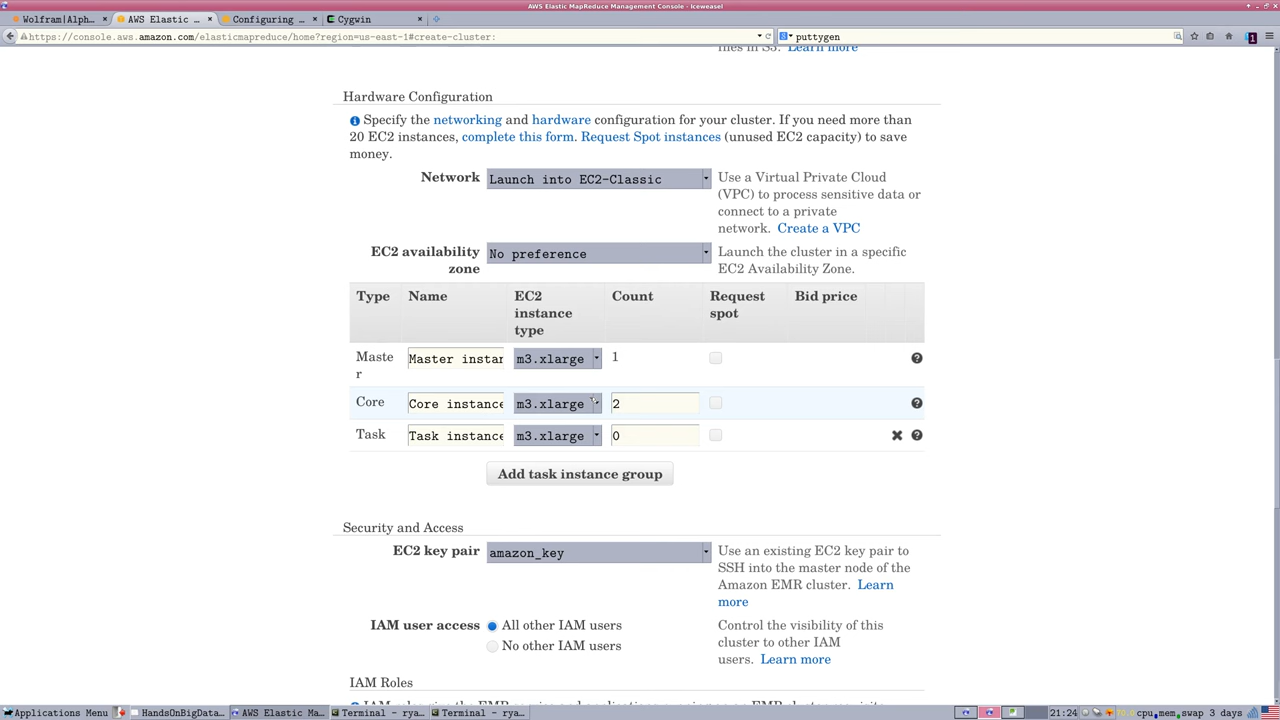 AWS Elastic MapReduce Management Console - Iceweasel
Wolfram|Alph...
AWS Elastic ...
Configuring ...
Cygwin
https://console.aws.amazon.com/elasticmapreduce/home?region=us-east-1#create-cluster:
puttygen
1
files in S3. Learn more
Hardware Configuration
Specify the networking and hardware configuration for your cluster. If you need more than
20 EC2 instances, complete this form. Request Spot instances (unused EC2 capacity) to save
money.
Network
Launch into EC2-Classic
Use a Virtual Private Cloud
(VPC) to process sensitive data or
connect to a private
network. Create a VPC
EC2 availability
zone
No preference
Launch the cluster in a specific
EC2 Availability Zone.
Type
Name
EC2
instance
type
Count
Request
spot
Bid price
Maste
r
Master instan
m3.xlarge
1
Core
Core instance
m3.xlarge
2
Task
Task instance
m3.xlarge
0
Add task instance group
Security and Access
EC2 key pair
amazon_key
Use an existing EC2 key pair to
SSH into the master node of the
Amazon EMR cluster. Learn
more
IAM user access
All other IAM users
No other IAM users
Control the visibility of this
cluster to other IAM
users. Learn more
IAM Roles
Applications Menu
HandsOnBigData...
AWS Elastic Ma...
Terminal - rya...
Terminal - rya...
21:24
cpu
mem
swap
3 days